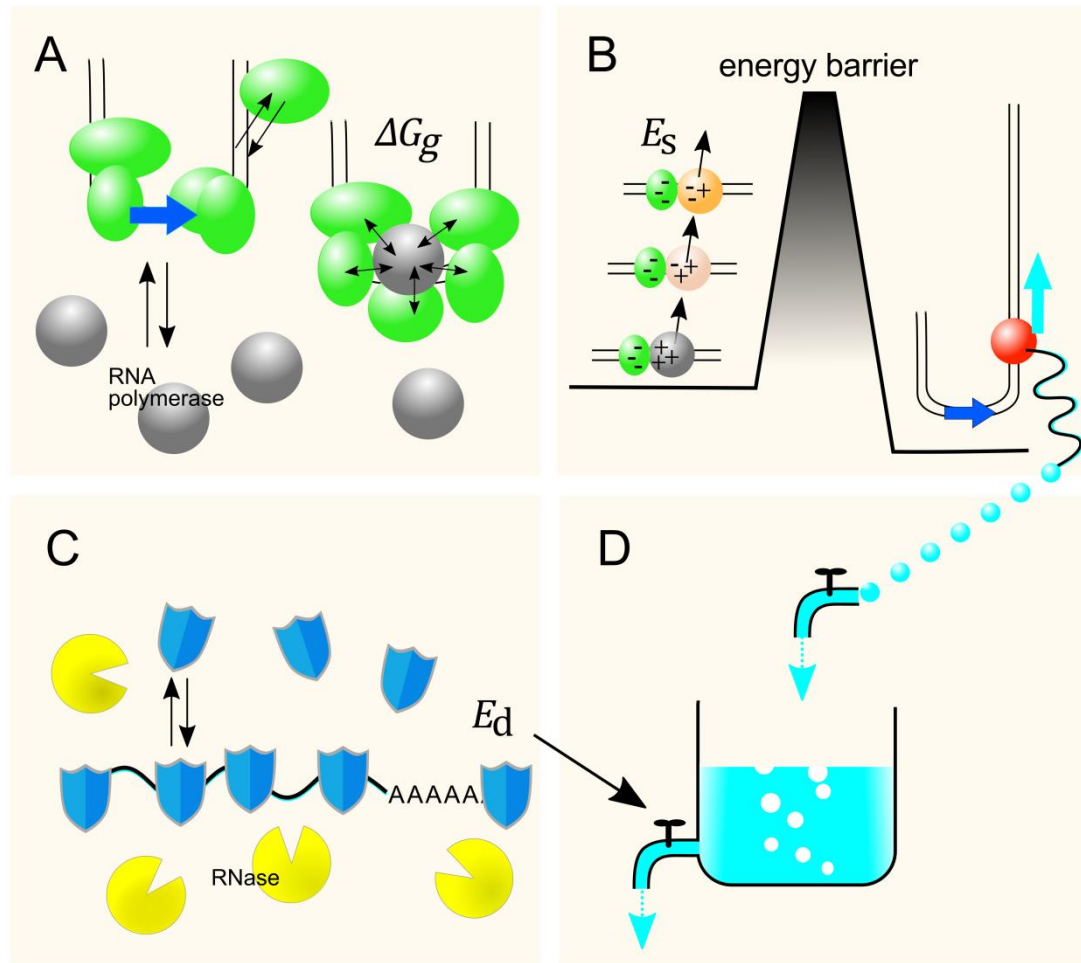 A
ΔGg
RNA
polymerase
B
energy barrier
Es
- - -
- +
- - -
- + + +
- - -
+ + + +
C
Ed
AAAAA
RNase
D